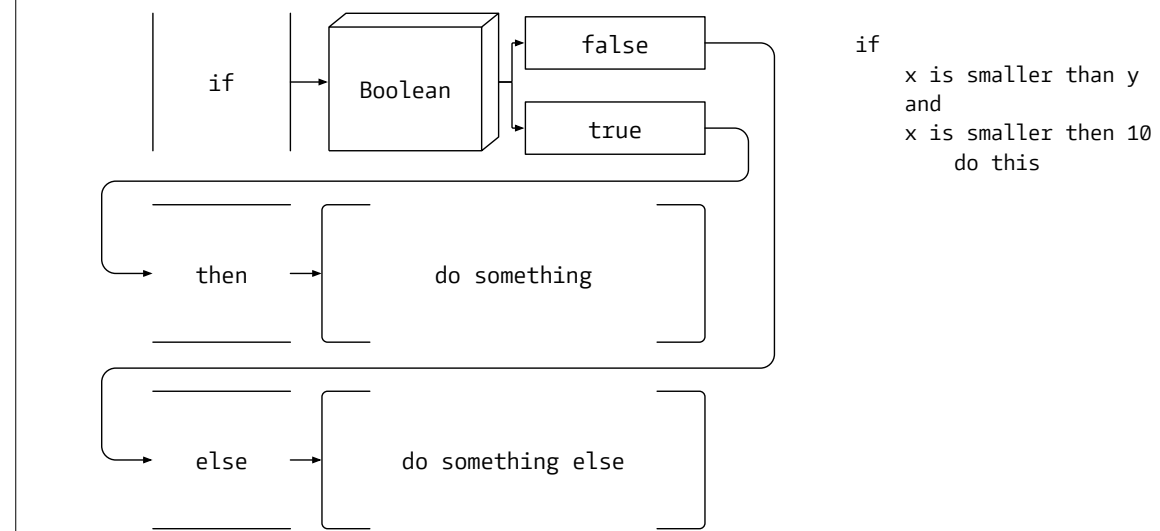 if
Boolean
false
true
then
do something
else
do something else
if
x is smaller than y
and
x is smaller then 10
do this